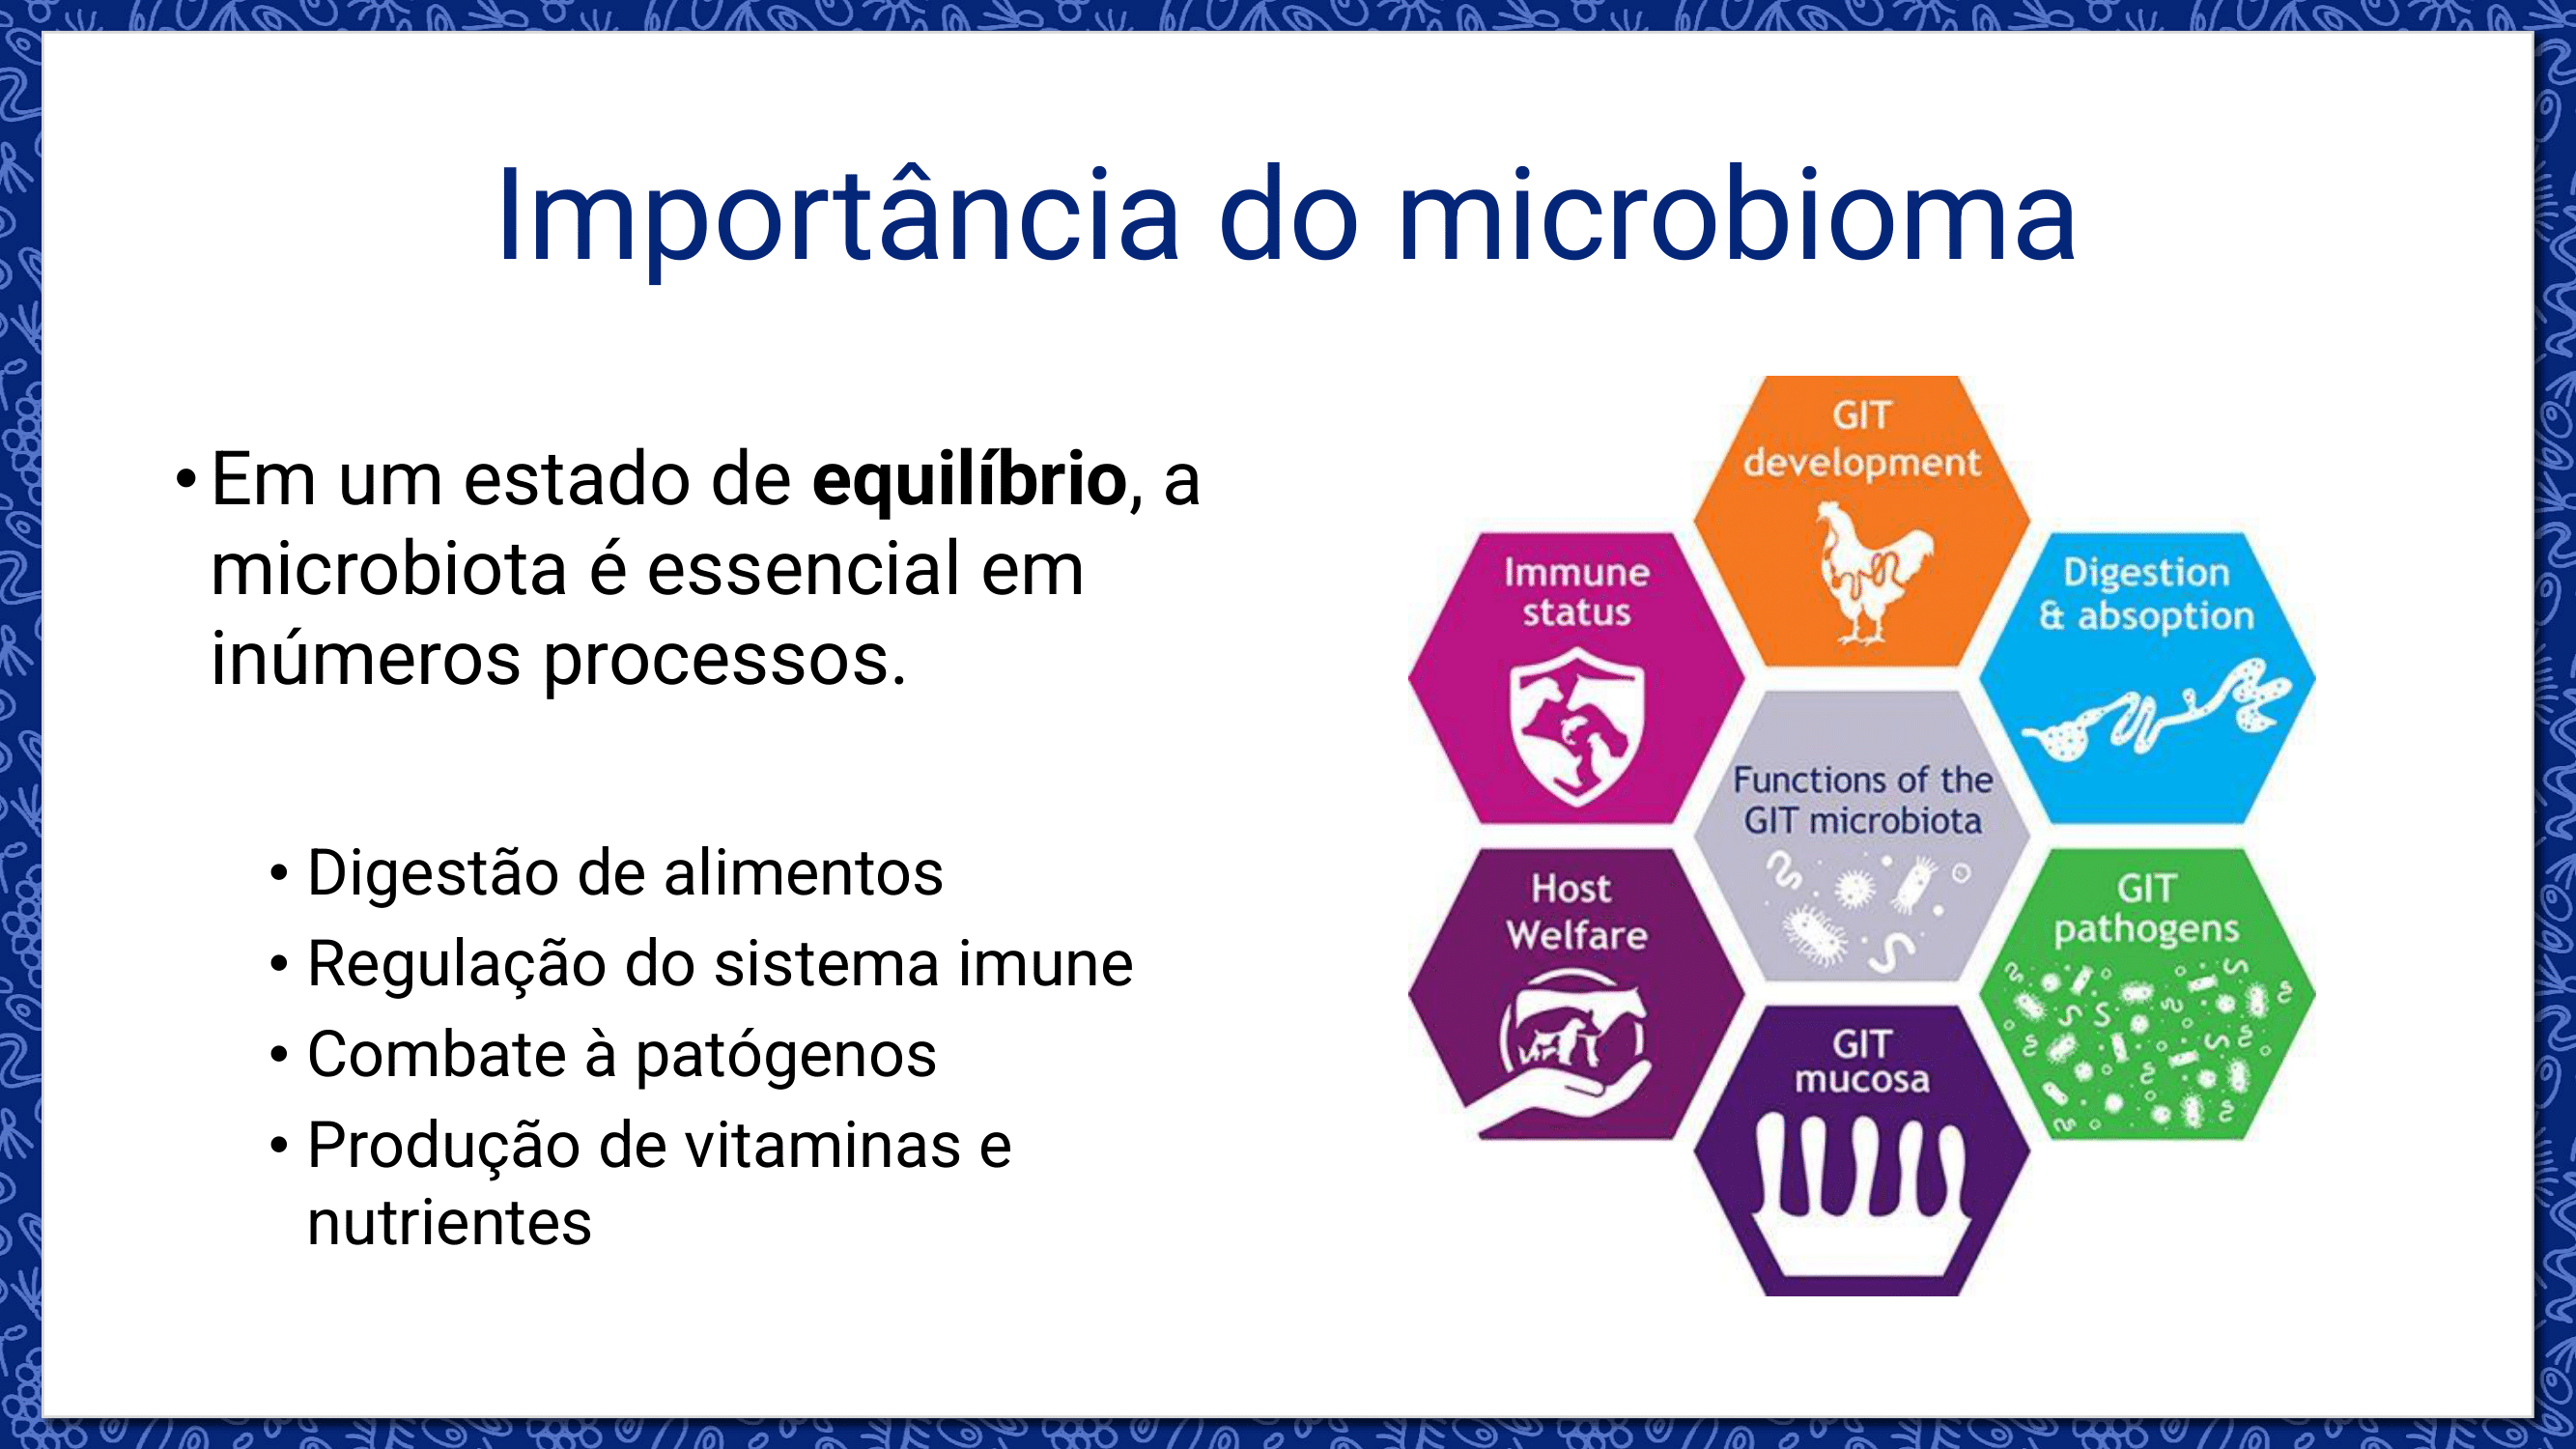 Importância do microbioma
• Em um estado de equilíbrio, a
microbiota é essencial em
inúmeros processos.
• Digestão de alimentos
• Regulação do sistema imune
• Combate à patógenos
• Produção de vitaminas e
nutrientes
GIT
development
Immune
status
Digestion
& absoption
Functions of the
GIT microbiota
Host
Welfare
GIT
pathogens
GIT
mucosa